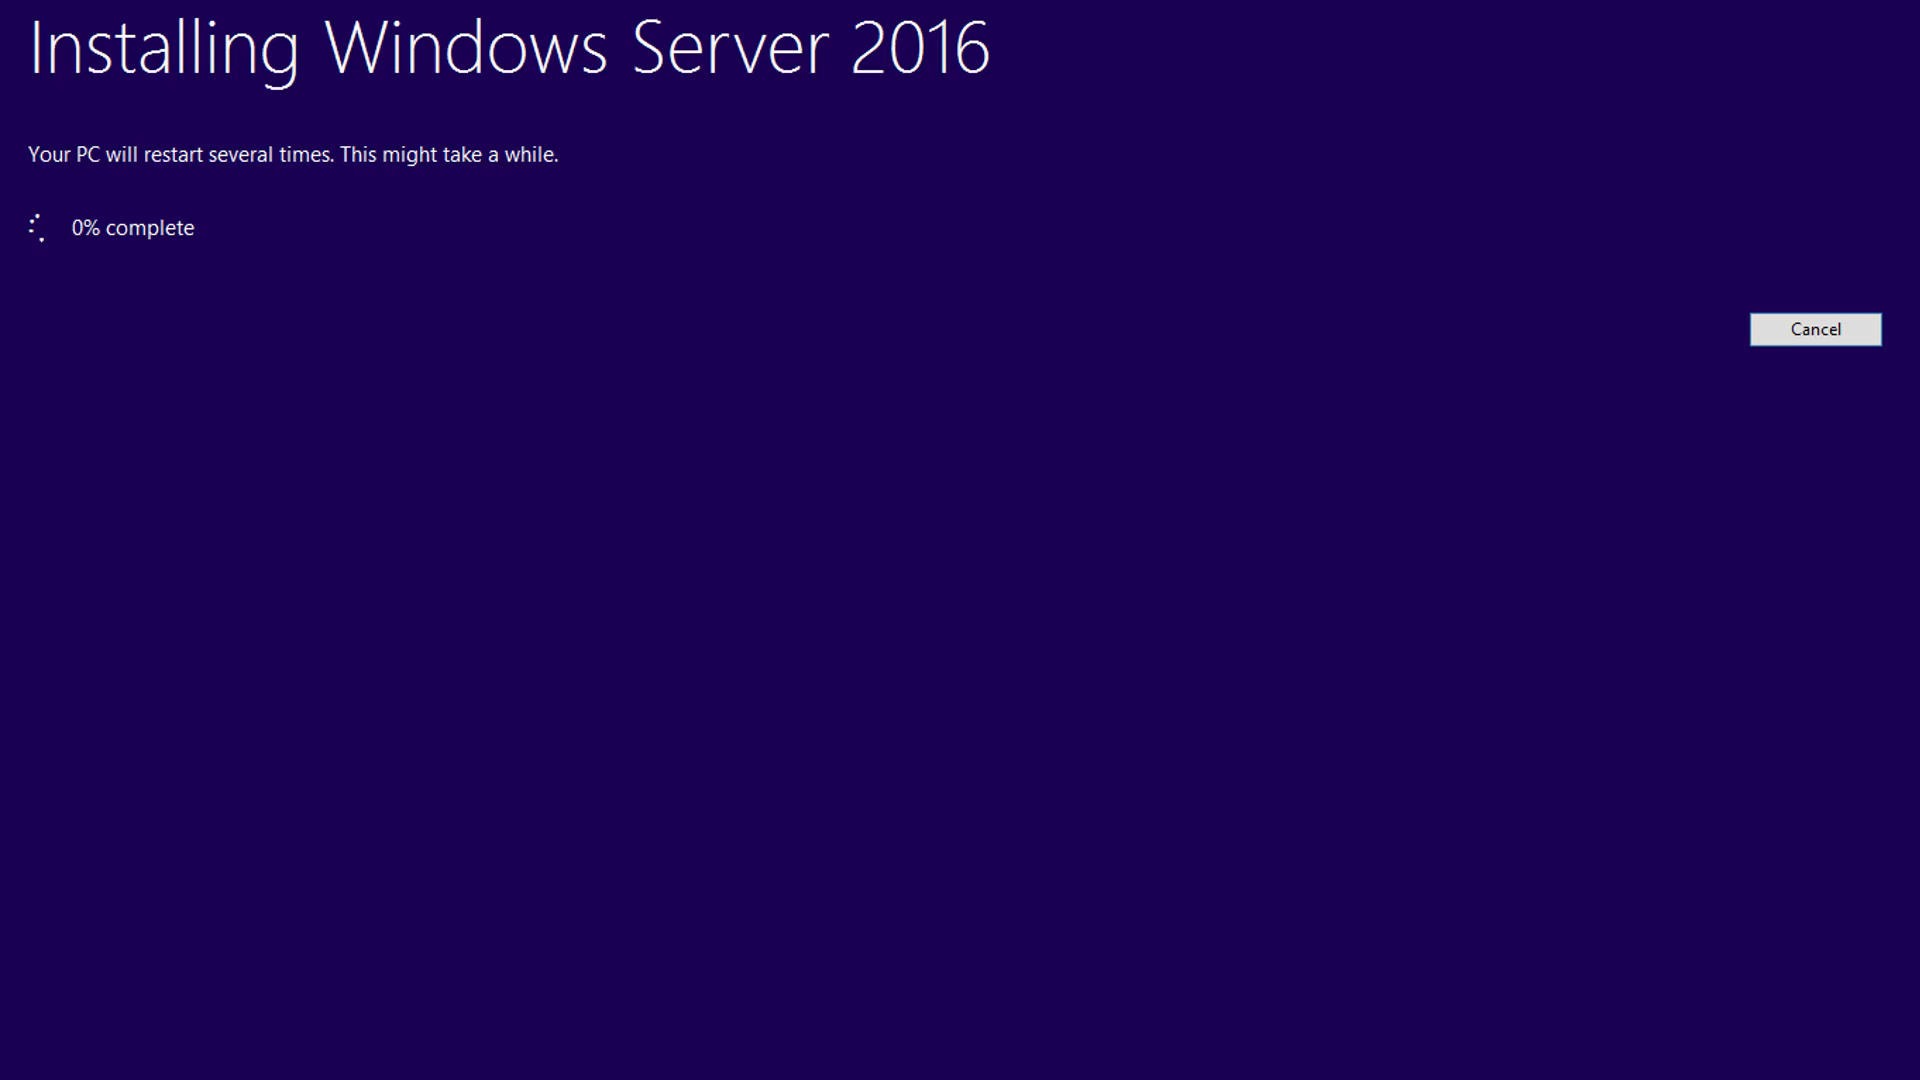 Installing Windows Server 2016
Your PC will restart several times. This might take a while.
0% complete
Cancel